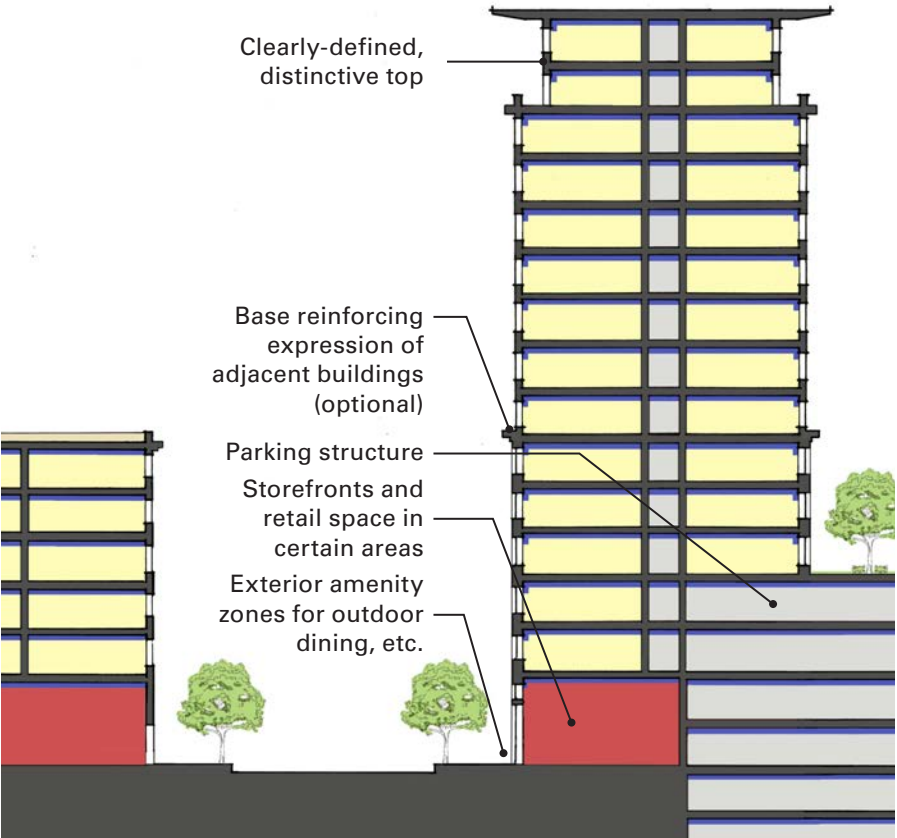 Clearly-defined,
distinctive top
Base reinforcing
expression of
adjacent buildings
(optional)
Parking structure
Storefronts and
retail space in
certain areas
Exterior amenity
zones for outdoor
dining, etc.